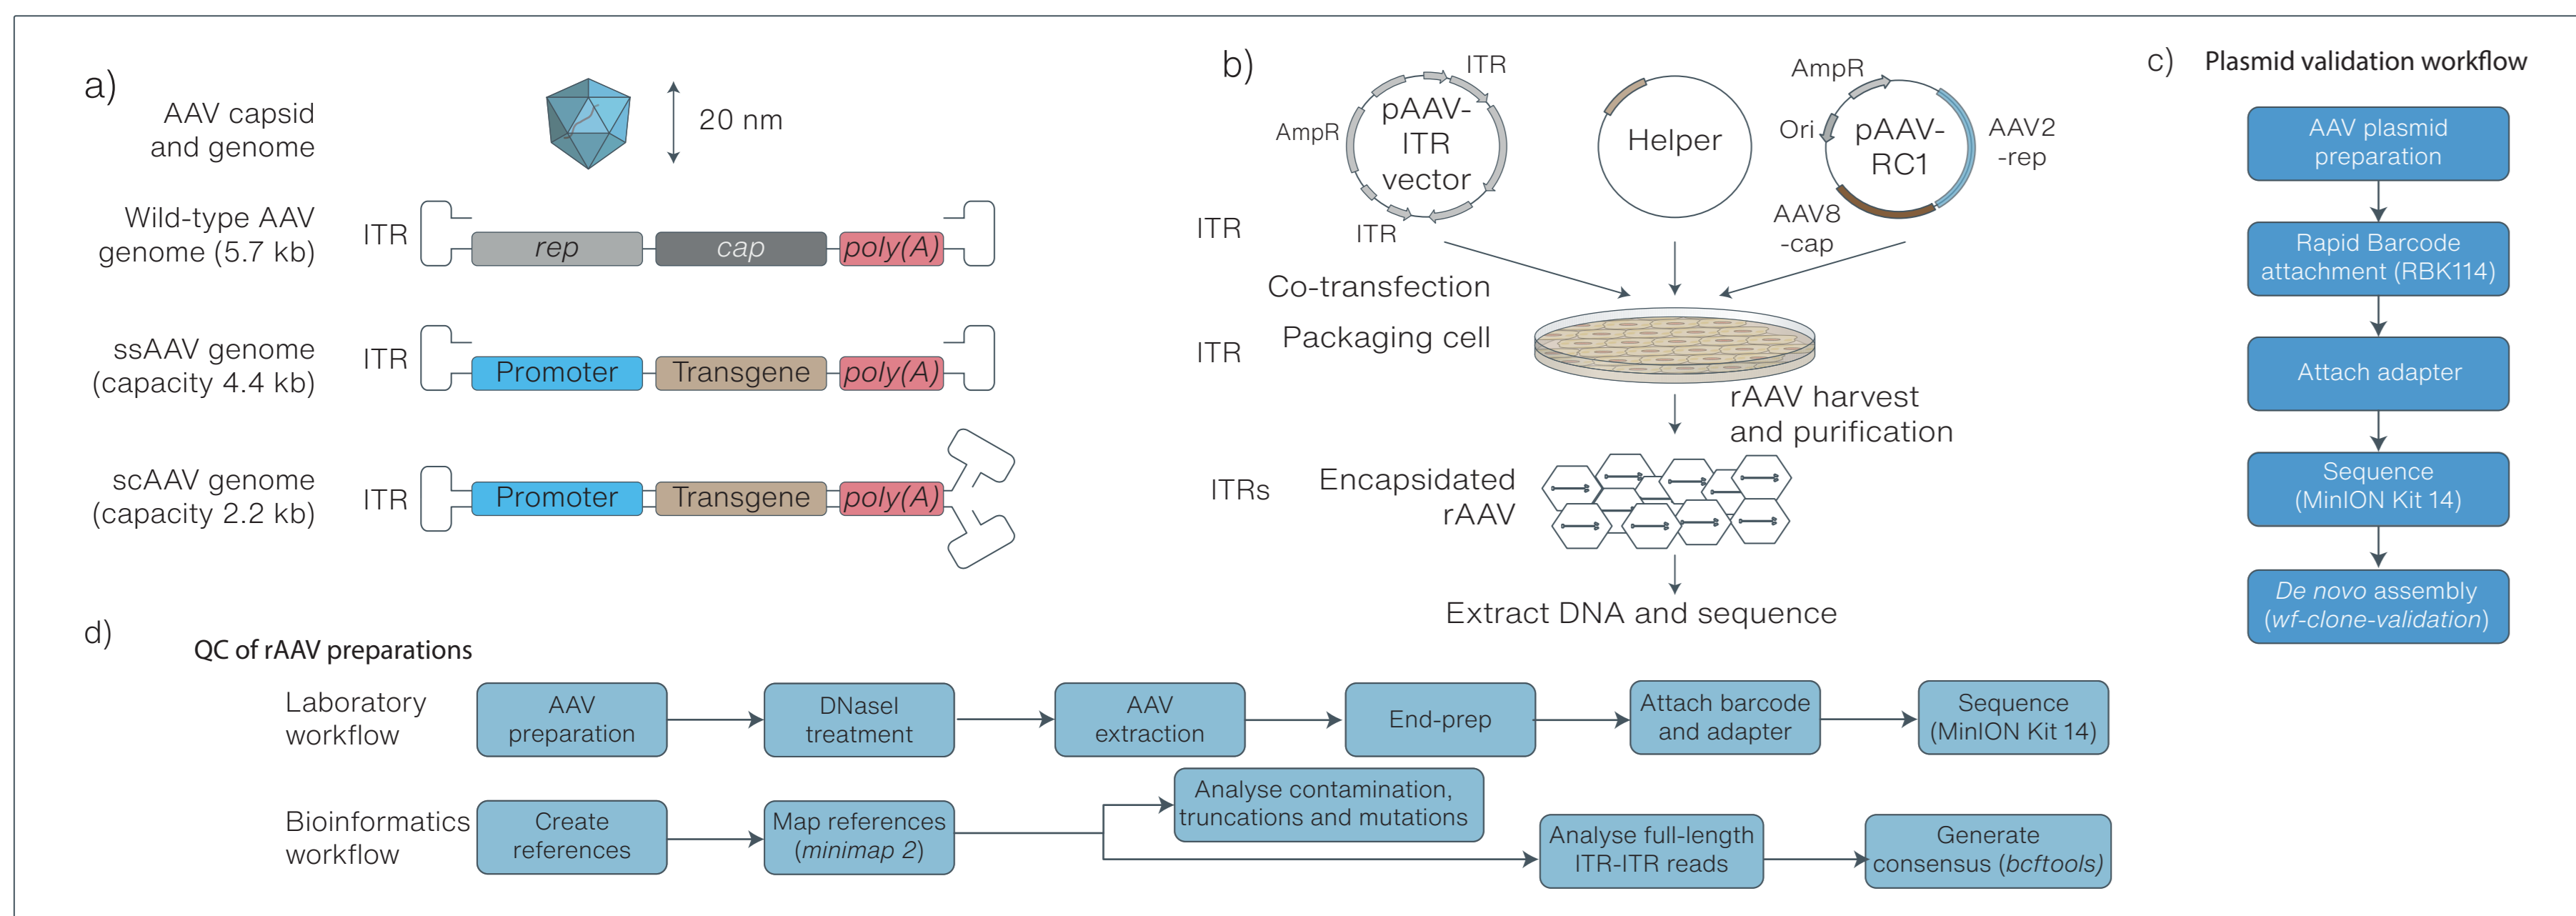 a)
AAV capsid
and genome
20 nm
Wild-type AAV
genome (5.7 kb)
ITR
rep
cap
poly(A)
ITR
ssAAV genome
(capacity 4.4 kb)
ITR
Promoter
Transgene
poly(A)
ITR
scAAV genome
(capacity 2.2 kb)
ITR
Promoter
Transgene
poly(A)
ITRs
b)
ITR
AmpR
pAAV-
ITR
vector
ITR
Helper
AmpR
Ori
pAAV-
RC1
AAV2
-rep
AAV8
-cap
Co-transfection
Packaging cell
rAAV harvest
and purification
Encapsidated
rAAV
Extract DNA and sequence
c)
Plasmid validation workflow
AAV plasmid
preparation
Rapid Barcode
attachment (RBK114)
Attach adapter
Sequence
(MinION Kit 14)
De novo assembly
(wf-clone-validation)
d)
QC of rAAV preparations
Laboratory
workflow
AAV
preparation
DNaseI
treatment
AAV
extraction
End-prep
Attach barcode
and adapter
Sequence
(MinION Kit 14)
Bioinformatics
workflow
Create
references
Map references
(minimap 2)
Analyse contamination,
truncations and mutations
Analyse full-length
ITR-ITR reads
Generate
consensus (bcftools)